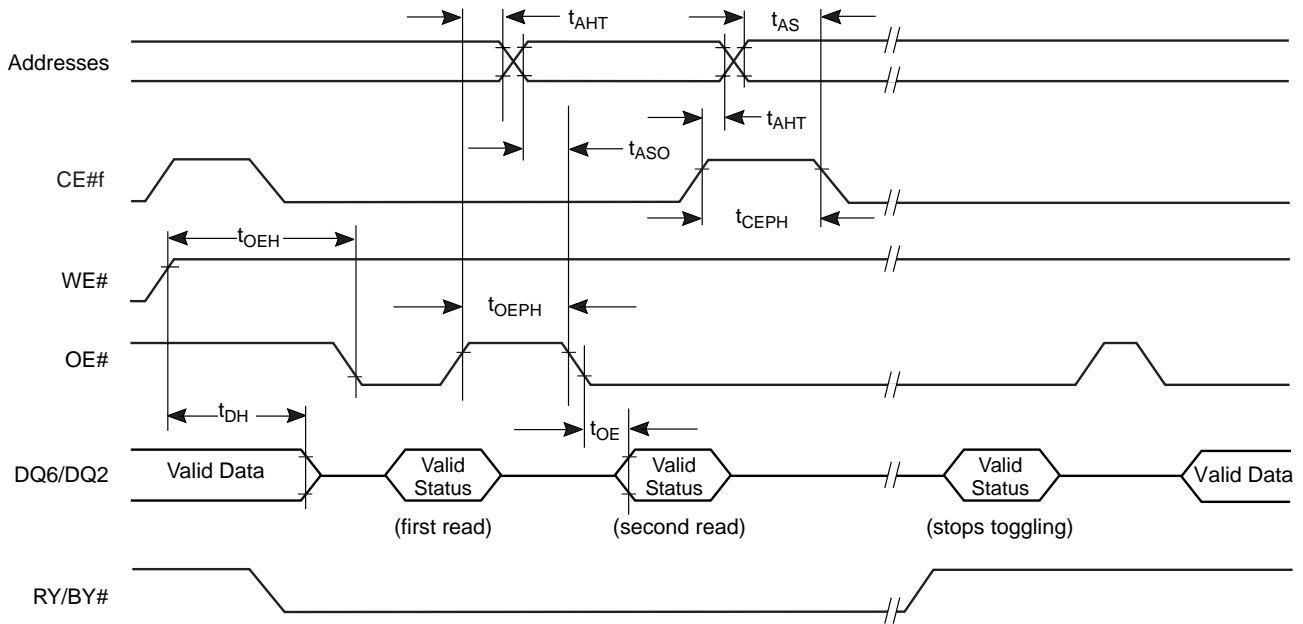 tAHT
tAS
Addresses
tAHT
tASO
CE#f
tCEPH
tOEH
WE#
tOEPH
OE#
tDH
tOE
DQ6/DQ2
Valid Data
Valid
Status
Valid
Status
Valid
Status
Valid Data
(first read)
(second read)
(stops toggling)
RY/BY#